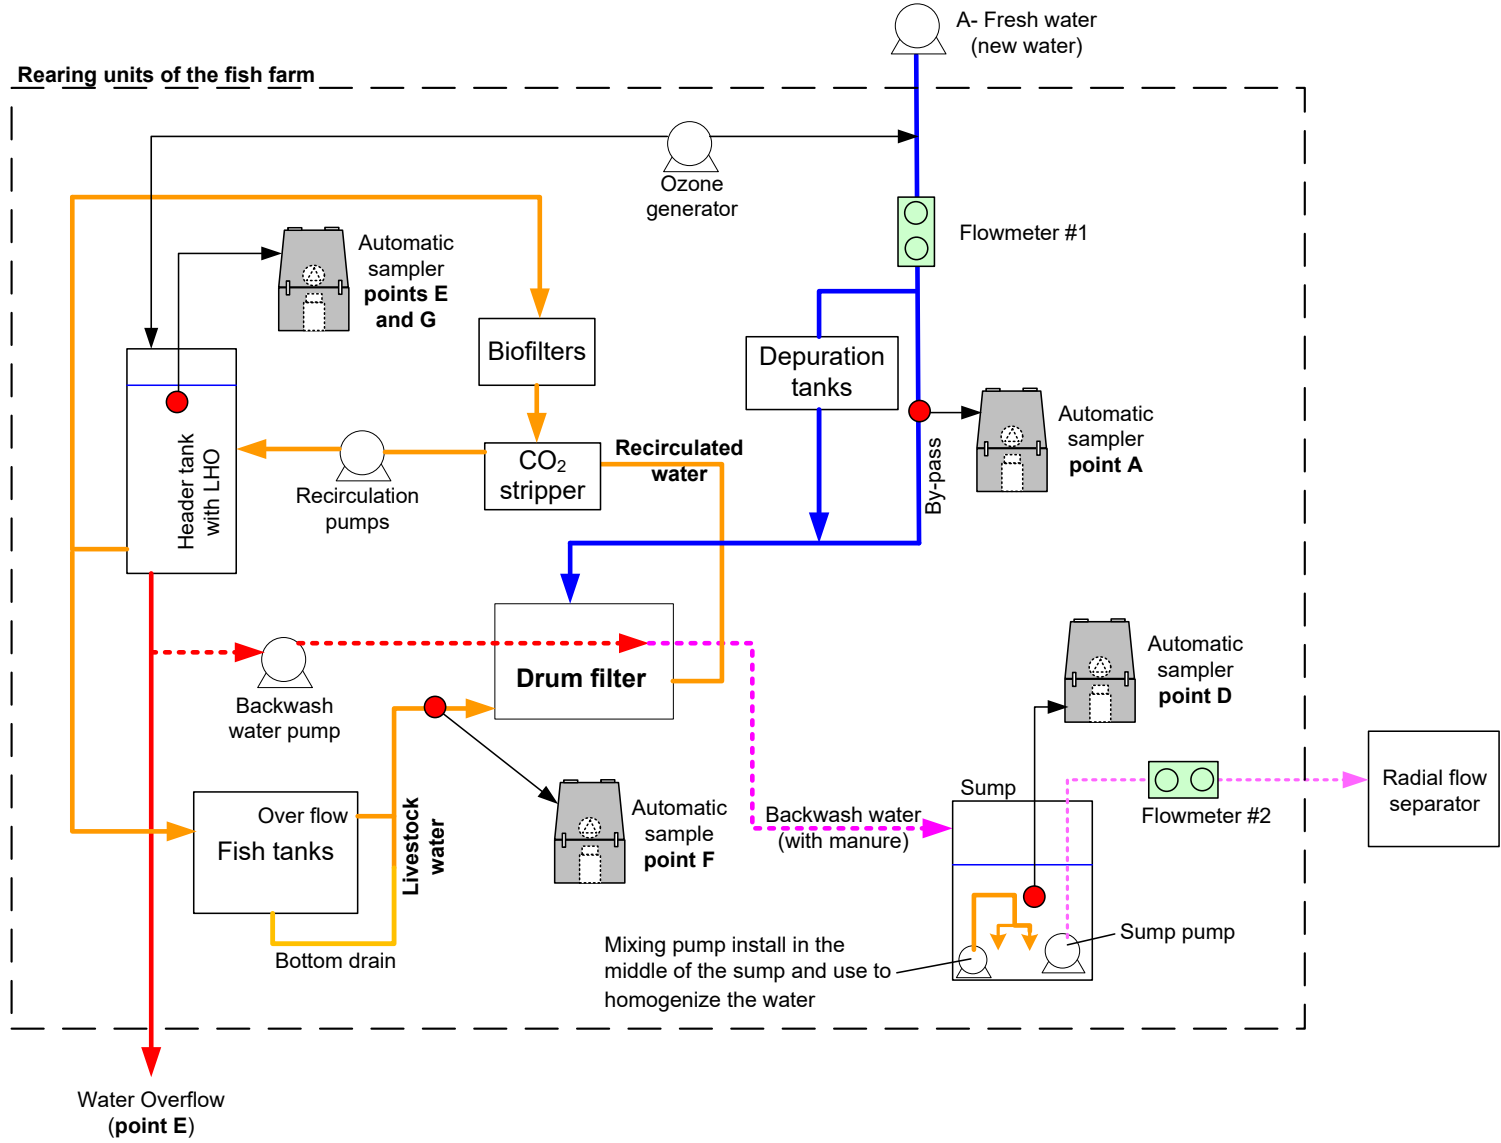 A- Fresh water
(new water)
Rearing units of the fish farm
Ozone
generator
Flowmeter #1
Automatic
sampler
points E
and G
Biofilters
Depuration
tanks
Automatic
sampler
point A
By-pass
Header tank
with LHO
Recirculation
pumps
CO2
stripper
Recirculated
water
Drum filter
Backwash
water pump
Automatic
sampler
point D
Radial flow
separator
Flowmeter #2
Sump
Over flow
Fish tanks
Livestock
water
Automatic
sample
point F
Backwash water
(with manure)
Sump pump
Bottom drain
Mixing pump install in the
middle of the sump and use to
homogenize the water
Water Overflow
(point E)